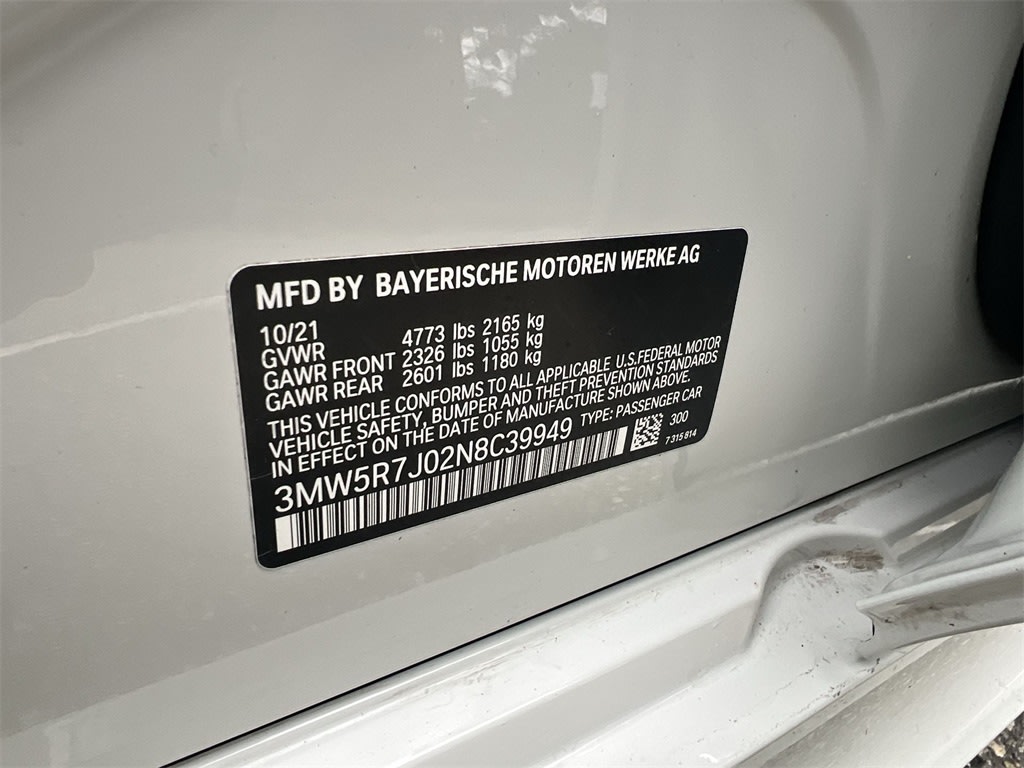 MFD BY BAYERISCHE MOTOREN WERKE AG
10/21
GVWR 4773 lbs 2165 kg
GAWR FRONT 2326 lbs 1055 kg
GAWR REAR 2601 lbs 1180 kg
THIS VEHICLE CONFORMS TO ALL APPLICABLE U.S.FEDERAL MOTOR
VEHICLE SAFETY, BUMPER AND THEFT PREVENTION STANDARDS
IN EFFECT ON THE DATE OF MANUFACTURE SHOWN ABOVE.
3MW5R7J02N8C39949 TYPE: PASSENGER CAR
300
7 315 814